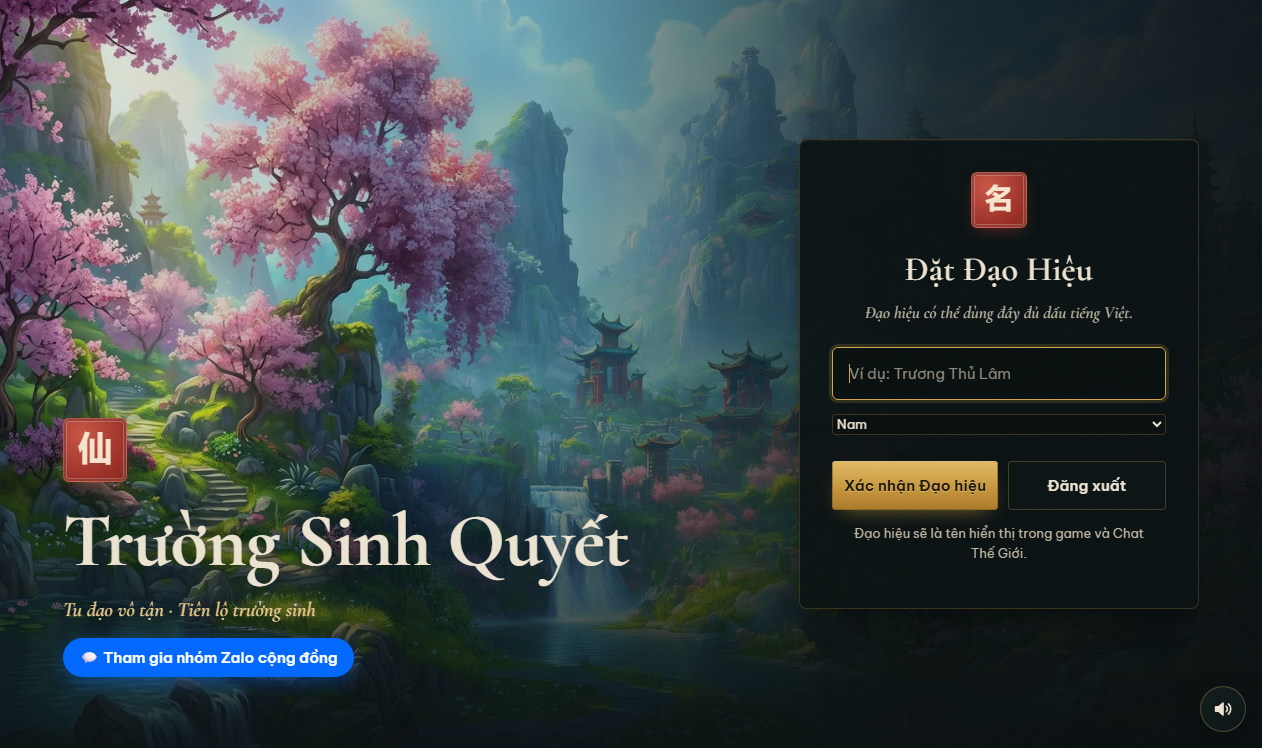 仙
Trường Sinh Quyết
Tu đạo vô tận · Tiên lộ trường sinh
Tham gia nhóm Zalo cộng đồng
名
Đặt Đạo Hiệu
Đạo hiệu có thể dùng đầy đủ dấu tiếng Việt.
Ví dụ: Trương Thủ Lâm
Nam
Xác nhận Đạo hiệu
Đăng xuất
Đạo hiệu sẽ là tên hiển thị trong game và Chat
Thế Giới.